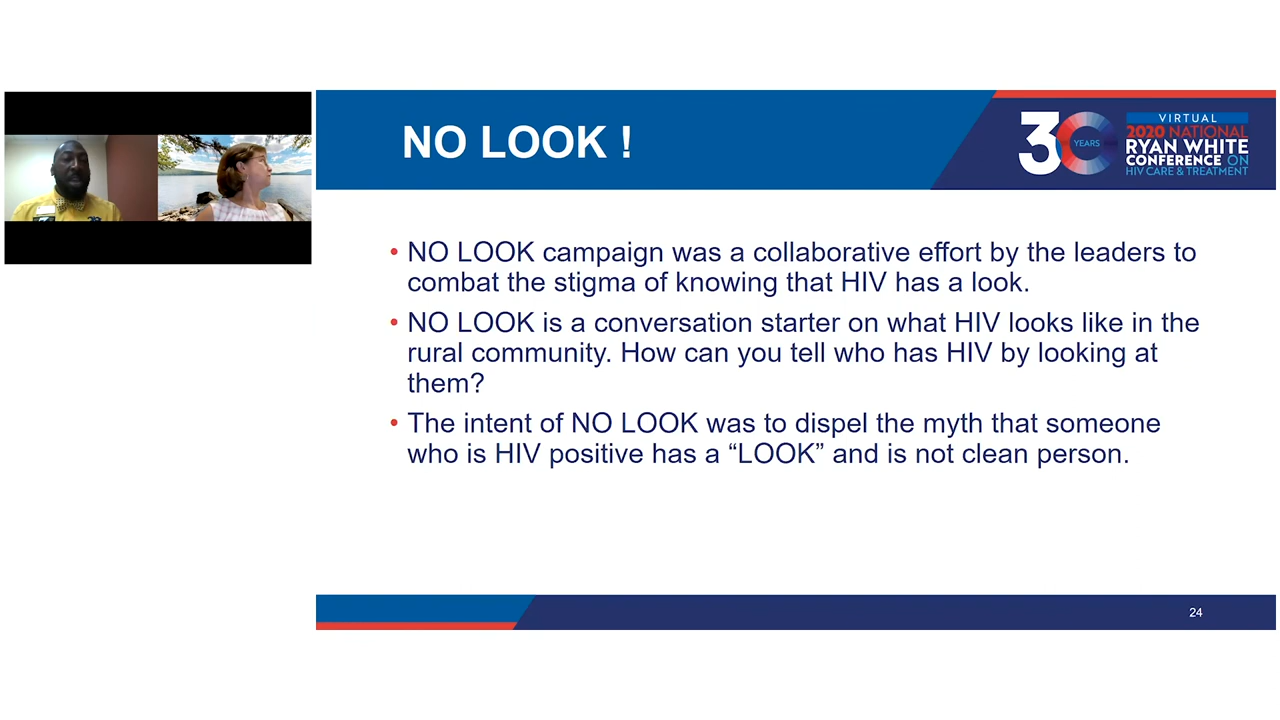 NO LOOK !
30 YEARS
VIRTUAL
2020 NATIONAL
RYAN WHITE
CONFERENCE ON
HIV CARE & TREATMENT
• NO LOOK campaign was a collaborative effort by the leaders to
combat the stigma of knowing that HIV has a look.
• NO LOOK is a conversation starter on what HIV looks like in the
rural community. How can you tell who has HIV by looking at
them?
• The intent of NO LOOK was to dispel the myth that someone
who is HIV positive has a “LOOK” and is not clean person.
24